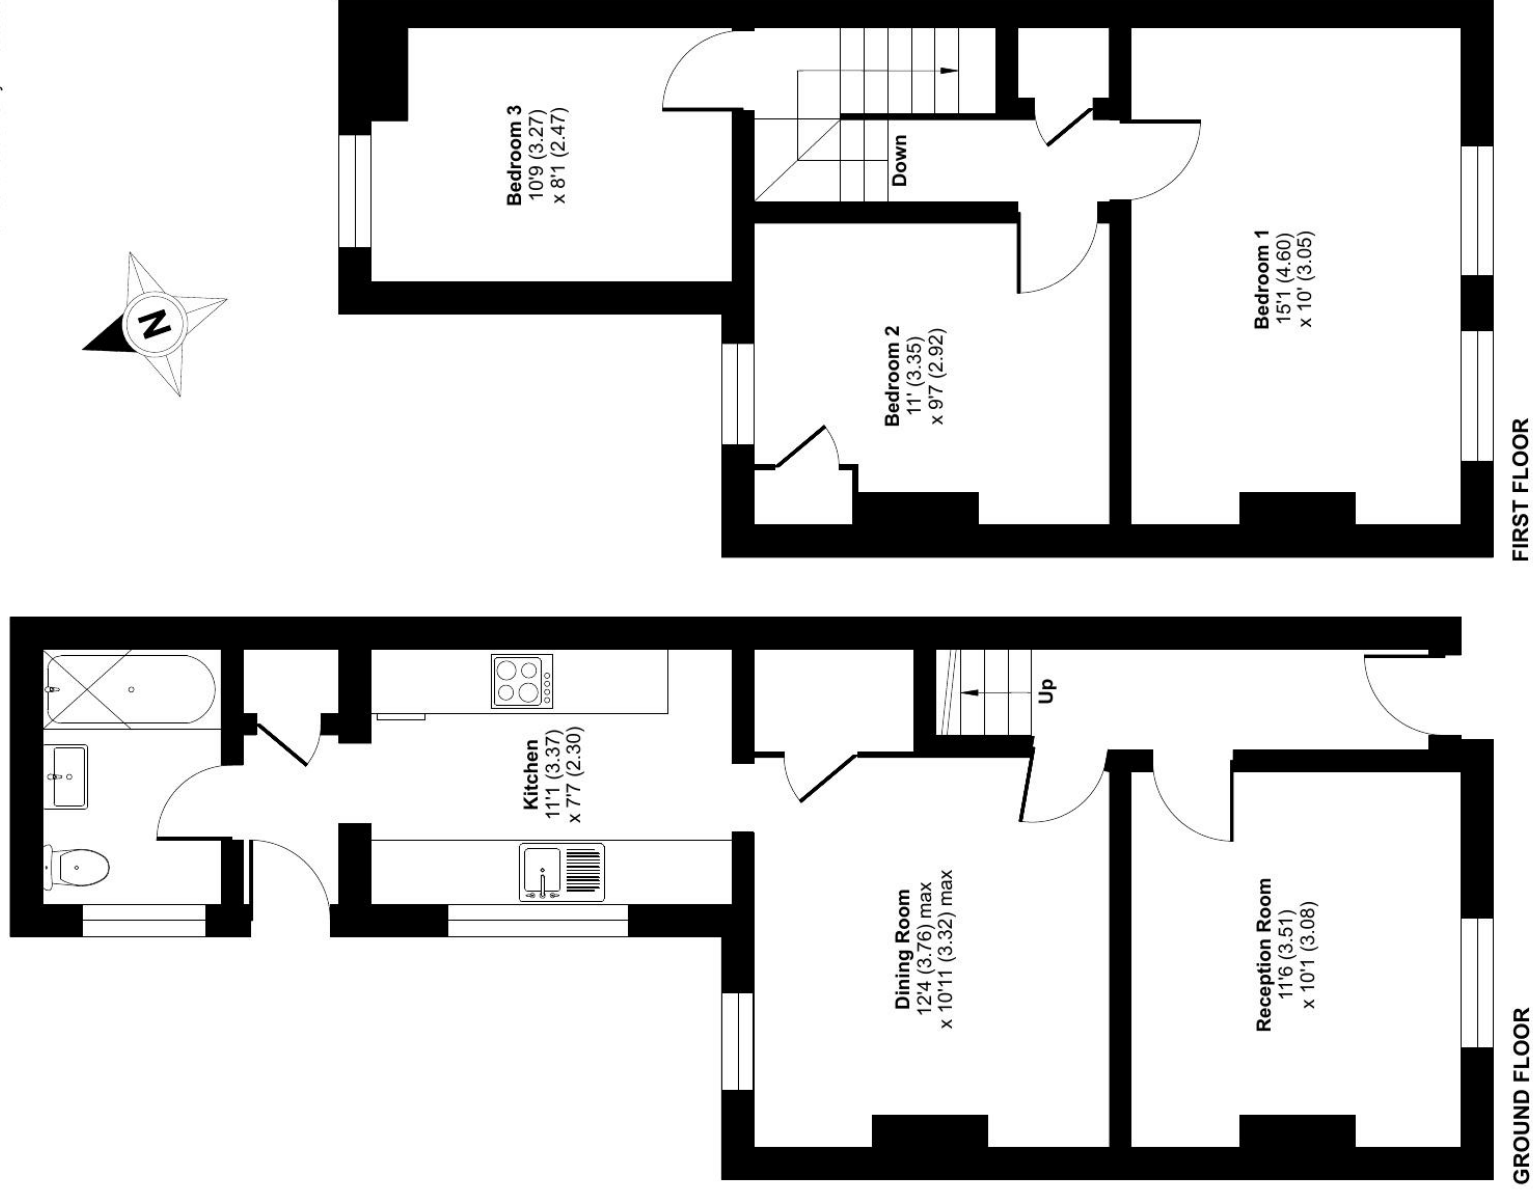 N
Bedroom 3
10'9 (3.27)
x 8'1 (2.47)
Down
Bedroom 2
11' (3.35)
x 9'7 (2.92)
Bedroom 1
15'1 (4.60)
x 10' (3.05)
FIRST FLOOR
Kitchen
11'1 (3.37)
x 7'7 (2.30)
Up
Dining Room
12'4 (3.76) max
x 10'11 (3.32) max
Reception Room
11'6 (3.51)
x 10'1 (3.08)
GROUND FLOOR